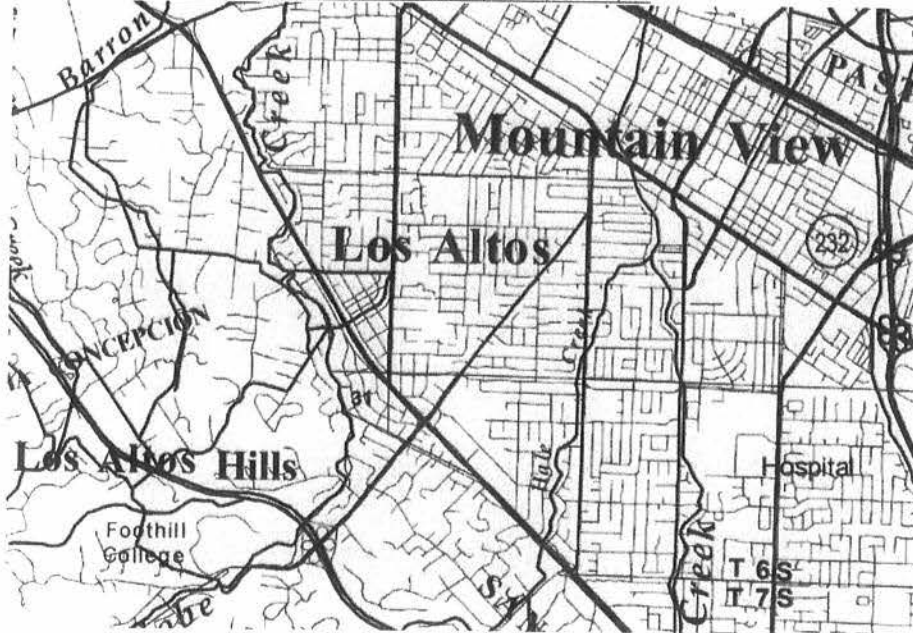 Barron
Creek
PAST
Mountain View
Los Altos
232
CONCEPCION
31
Creek
Hale
Los Altos Hills
Hospital
Foothill
College
Creek
T 6 S
T 7 S